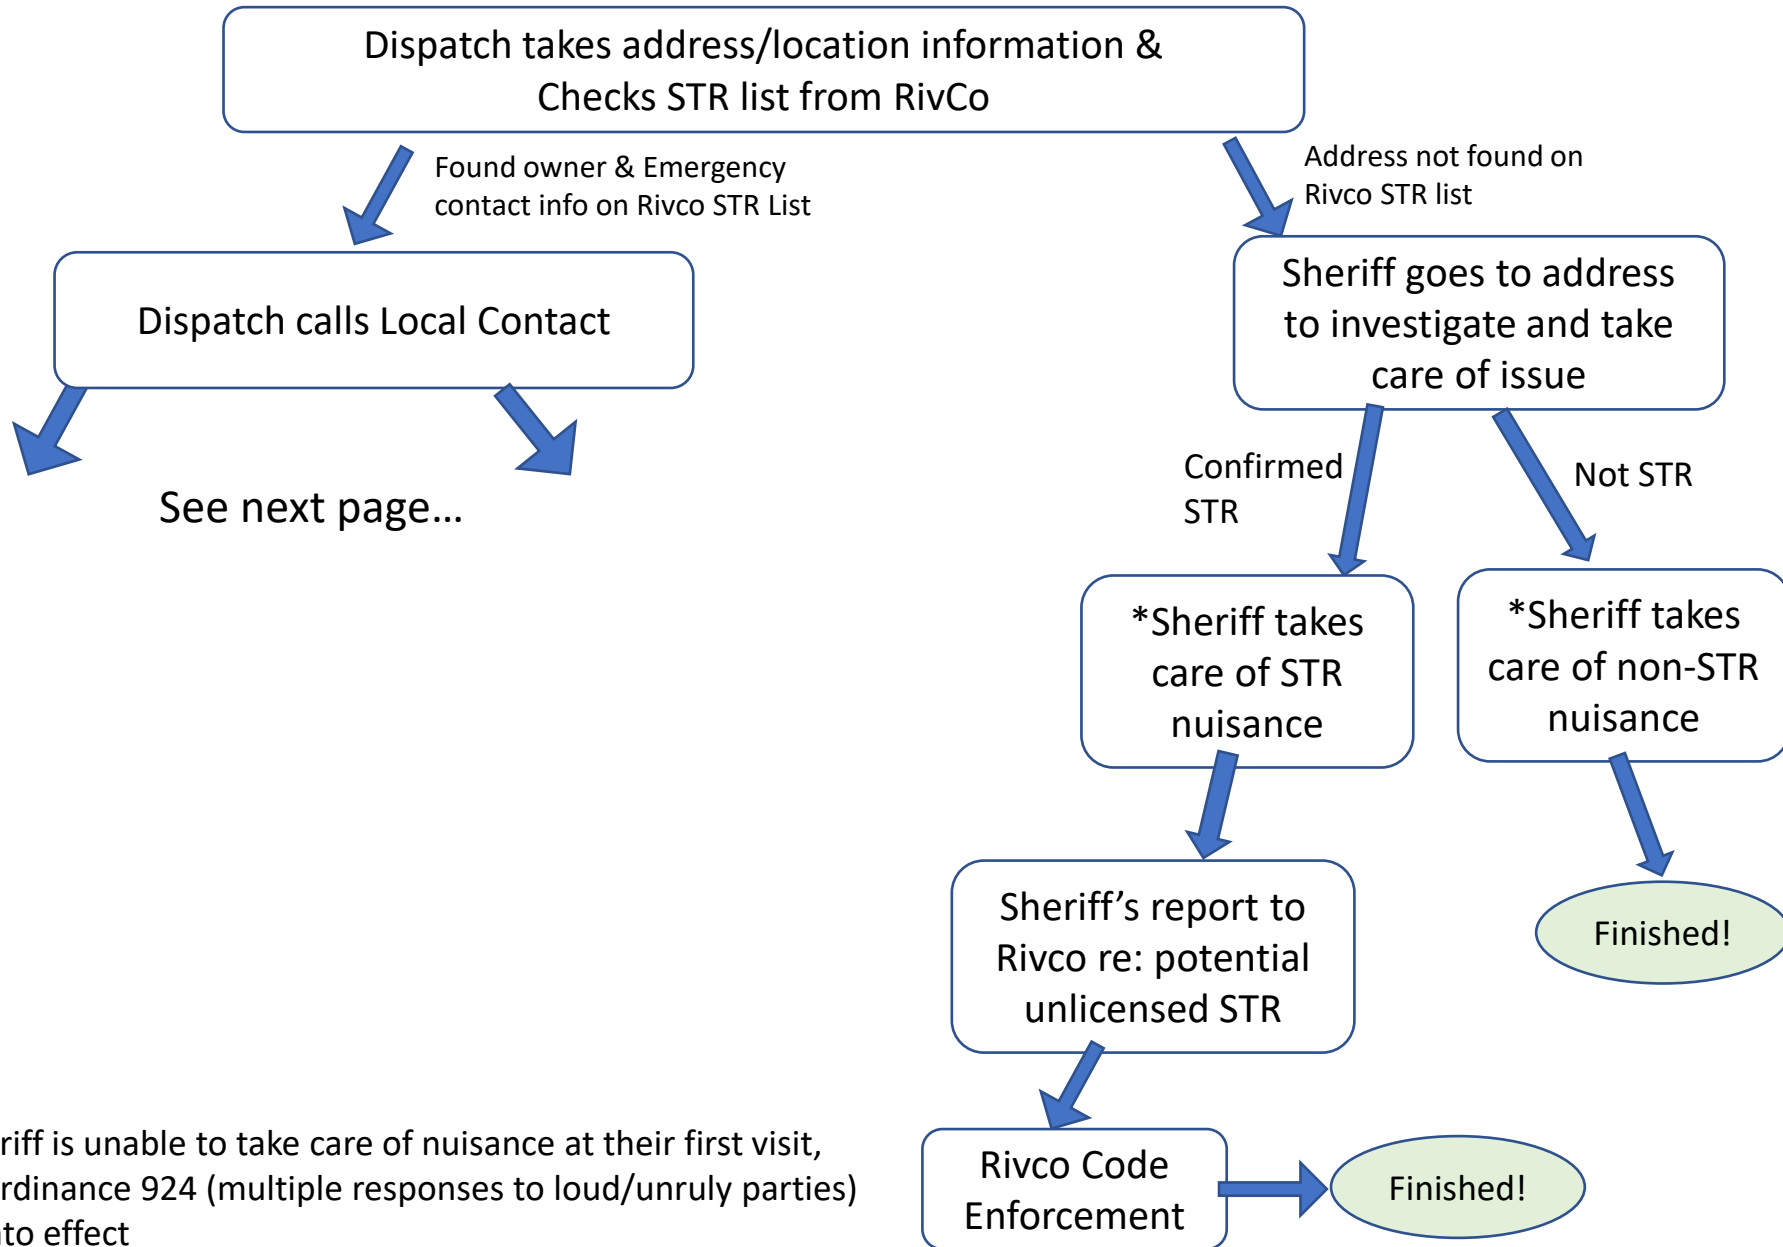 Dispatch takes address/location information &
Checks STR list from RivCo
Found owner & Emergency
contact info on Rivco STR List
Address not found on
Rivco STR list
Dispatch calls Local Contact
Sheriff goes to address
to investigate and take
care of issue
See next page...
Confirmed
STR
Not STR
*Sheriff takes
care of STR
nuisance
*Sheriff takes
care of non-STR
nuisance
Sheriff’s report to
Rivco re: potential
unlicensed STR
Finished!
Rivco Code
Enforcement
Finished!
riff is unable to take care of nuisance at their first visit,
rdinance 924 (multiple responses to loud/unruly parties)
nto effect